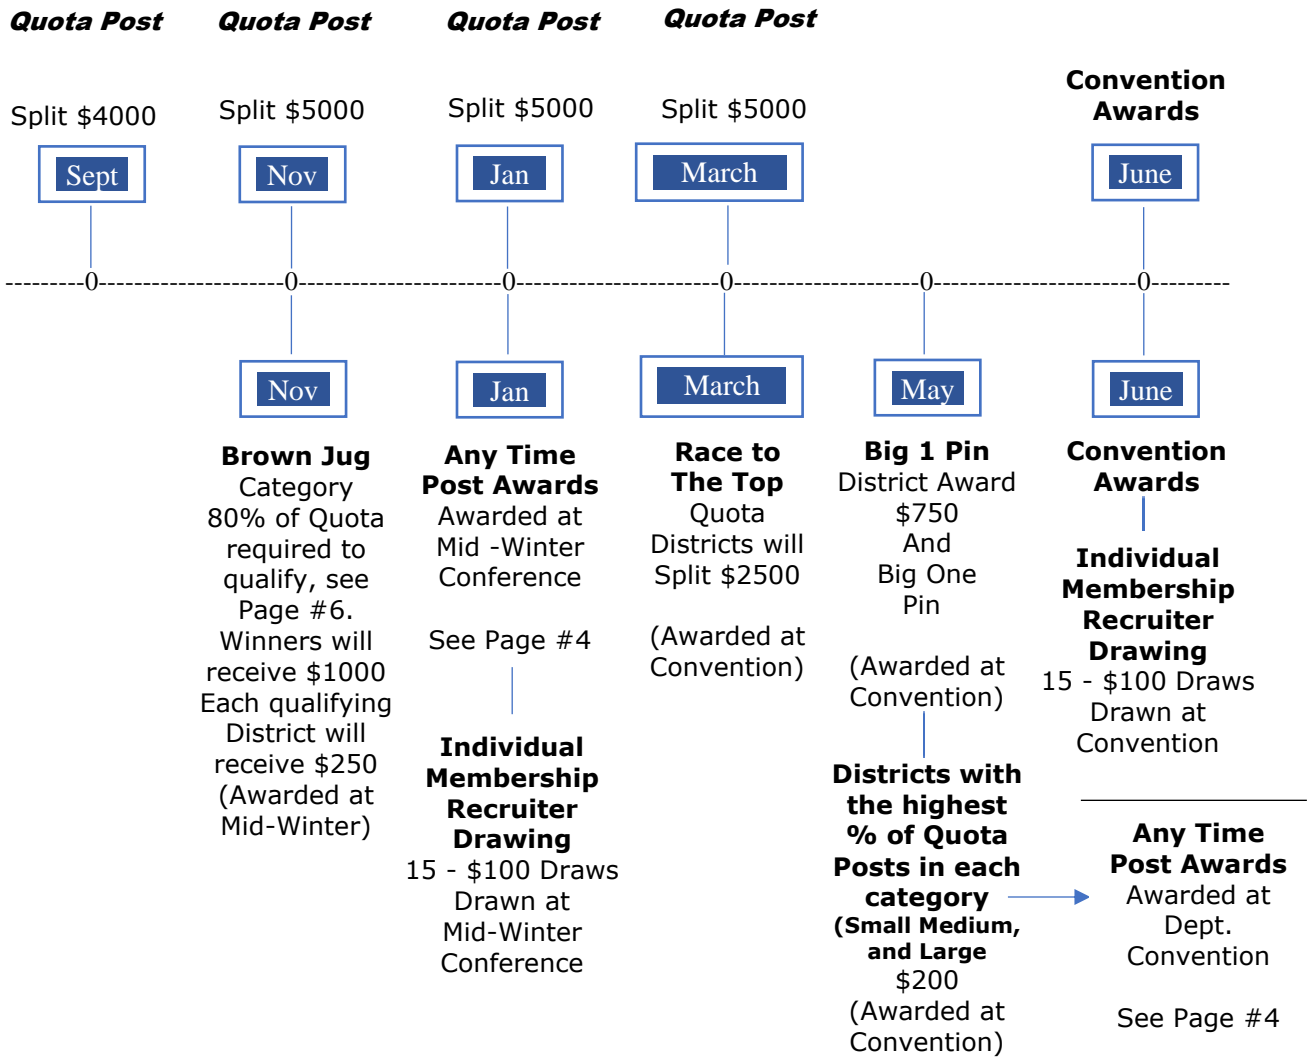 Quota Post
Quota Post
Quota Post
Quota Post
Split $4000
Split $5000
Split $5000
Split $5000
Convention
Awards
Sept
Nov
Jan
March
June
---------0--------------------0----------------------0----------------------0--------------------0----------------------0---------
Nov
Jan
March
May
June
Brown Jug
Category
80% of Quota
required to
qualify, see
Page #6.
Winners will
receive $1000
Each qualifying
District will
receive $250
(Awarded at
Mid-Winter)
Any Time
Post Awards
Awarded at
Mid -Winter
Conference
See Page #4
Individual
Membership
Recruiter
Drawing
15 - $100 Draws
Drawn at
Mid-Winter
Conference
Race to
The Top
Quota
Districts will
Split $2500
(Awarded at
Convention)
Big 1 Pin
District Award
$750
And
Big One
Pin
(Awarded at
Convention)
Districts with
the highest
% of Quota
Posts in each
category
(Small Medium,
and Large
$200
(Awarded at
Convention)
Convention
Awards
Individual
Membership
Recruiter
Drawing
15 - $100 Draws
Drawn at
Convention
Any Time
Post Awards
Awarded at
Dept.
Convention
See Page #4